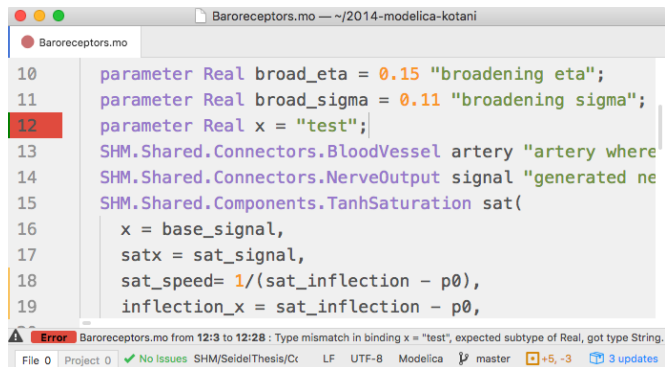 Baroreceptors.mo — ~/2014-modelica-kotani
Baroreceptors.mo
10 parameter Real broad_eta = 0.15 "broadening eta";
11 parameter Real broad_sigma = 0.11 "broadening sigma";
12 parameter Real x = "test";
13 SHM.Shared.Connectors.BloodVessel artery "artery where
14 SHM.Shared.Connectors.NerveOutput signal "generated ne
15 SHM.Shared.Components.TanhSaturation sat(
16 x = base_signal,
17 satx = sat_signal,
18 sat_speed= 1/(sat_inflection - p0),
19 inflection_x = sat_inflection - p0,
Error Baroreceptors.mo from 12:3 to 12:28 : Type mismatch in binding x = "test", expected subtype of Real, got type String.
File 0 Project 0 No Issues SHM/SeidelThesis/Cc LF UTF-8 Modelica master +5, -3 3 updates